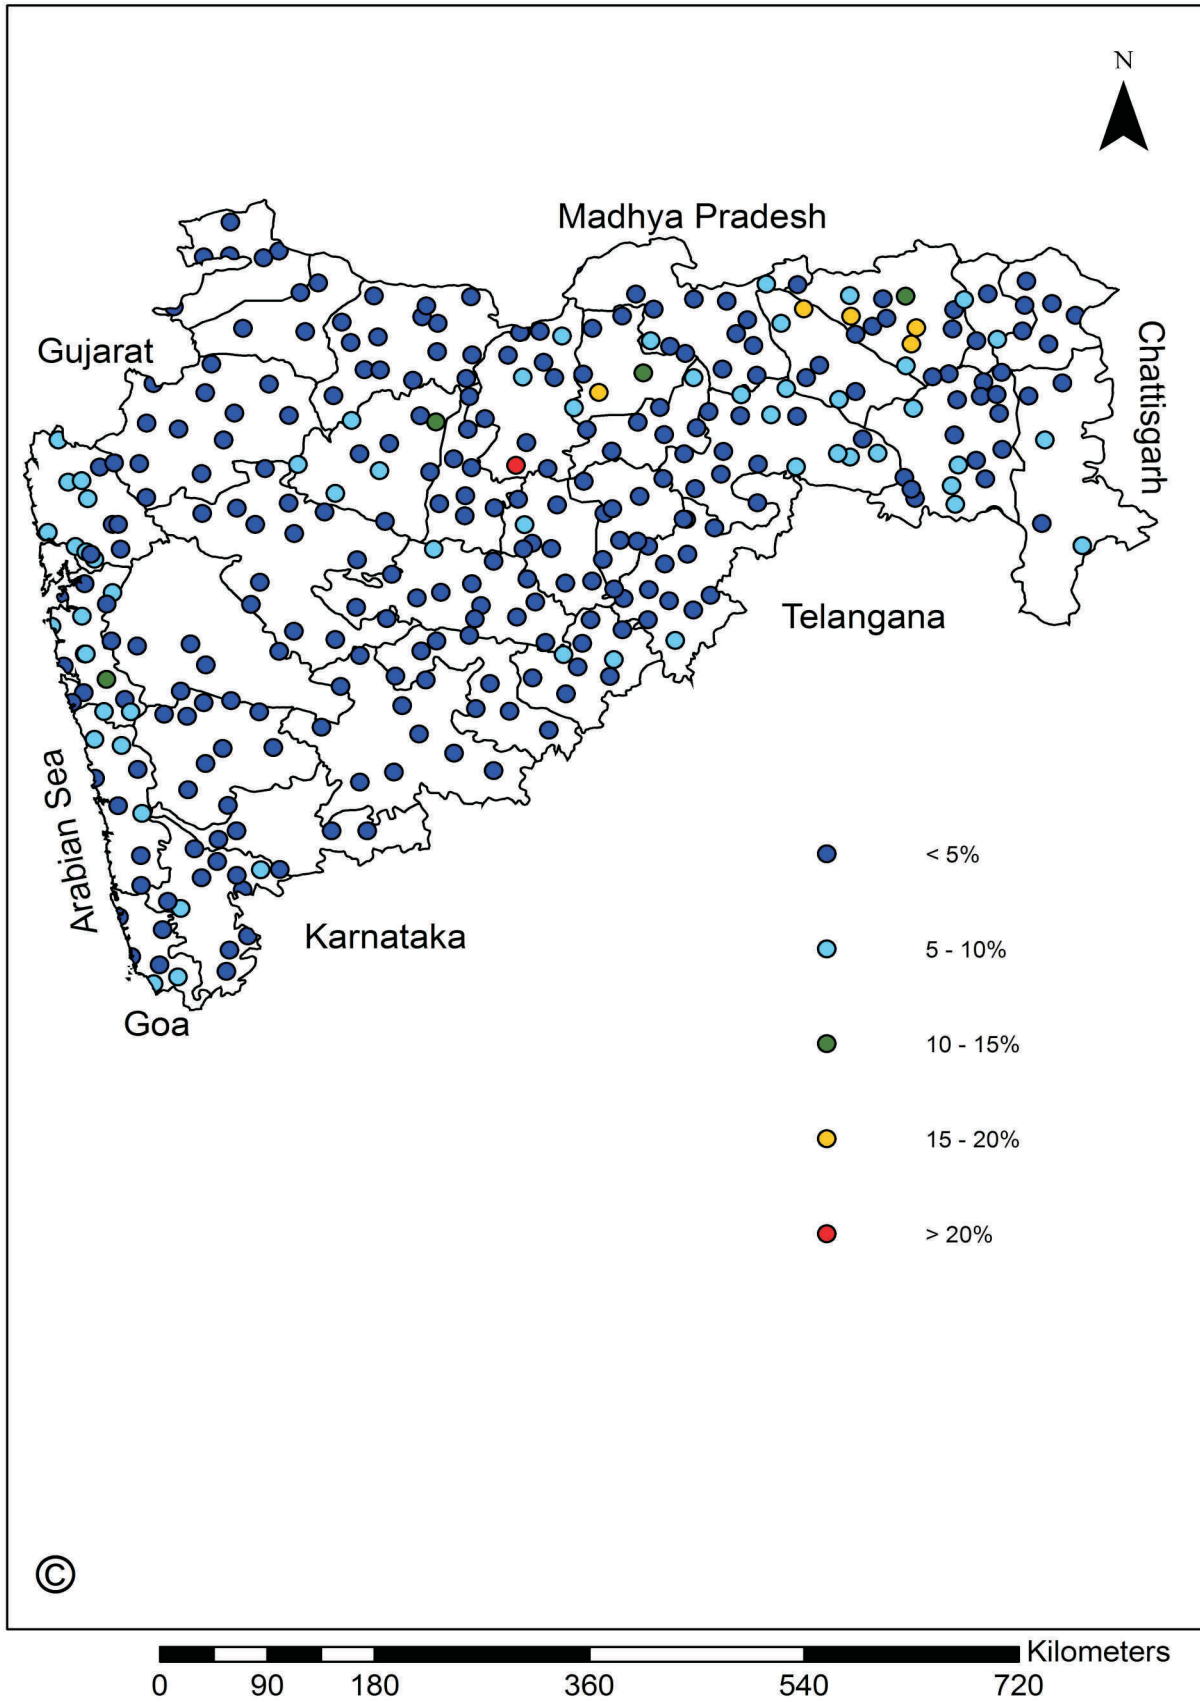 N
Madhya Pradesh
Gujarat
Chattisgarh
Telangana
Arabian Sea
Karnataka
Goa
< 5%
5 - 10%
10 - 15%
15 - 20%
> 20%
©
Kilometers
0 90 180 360 540 720